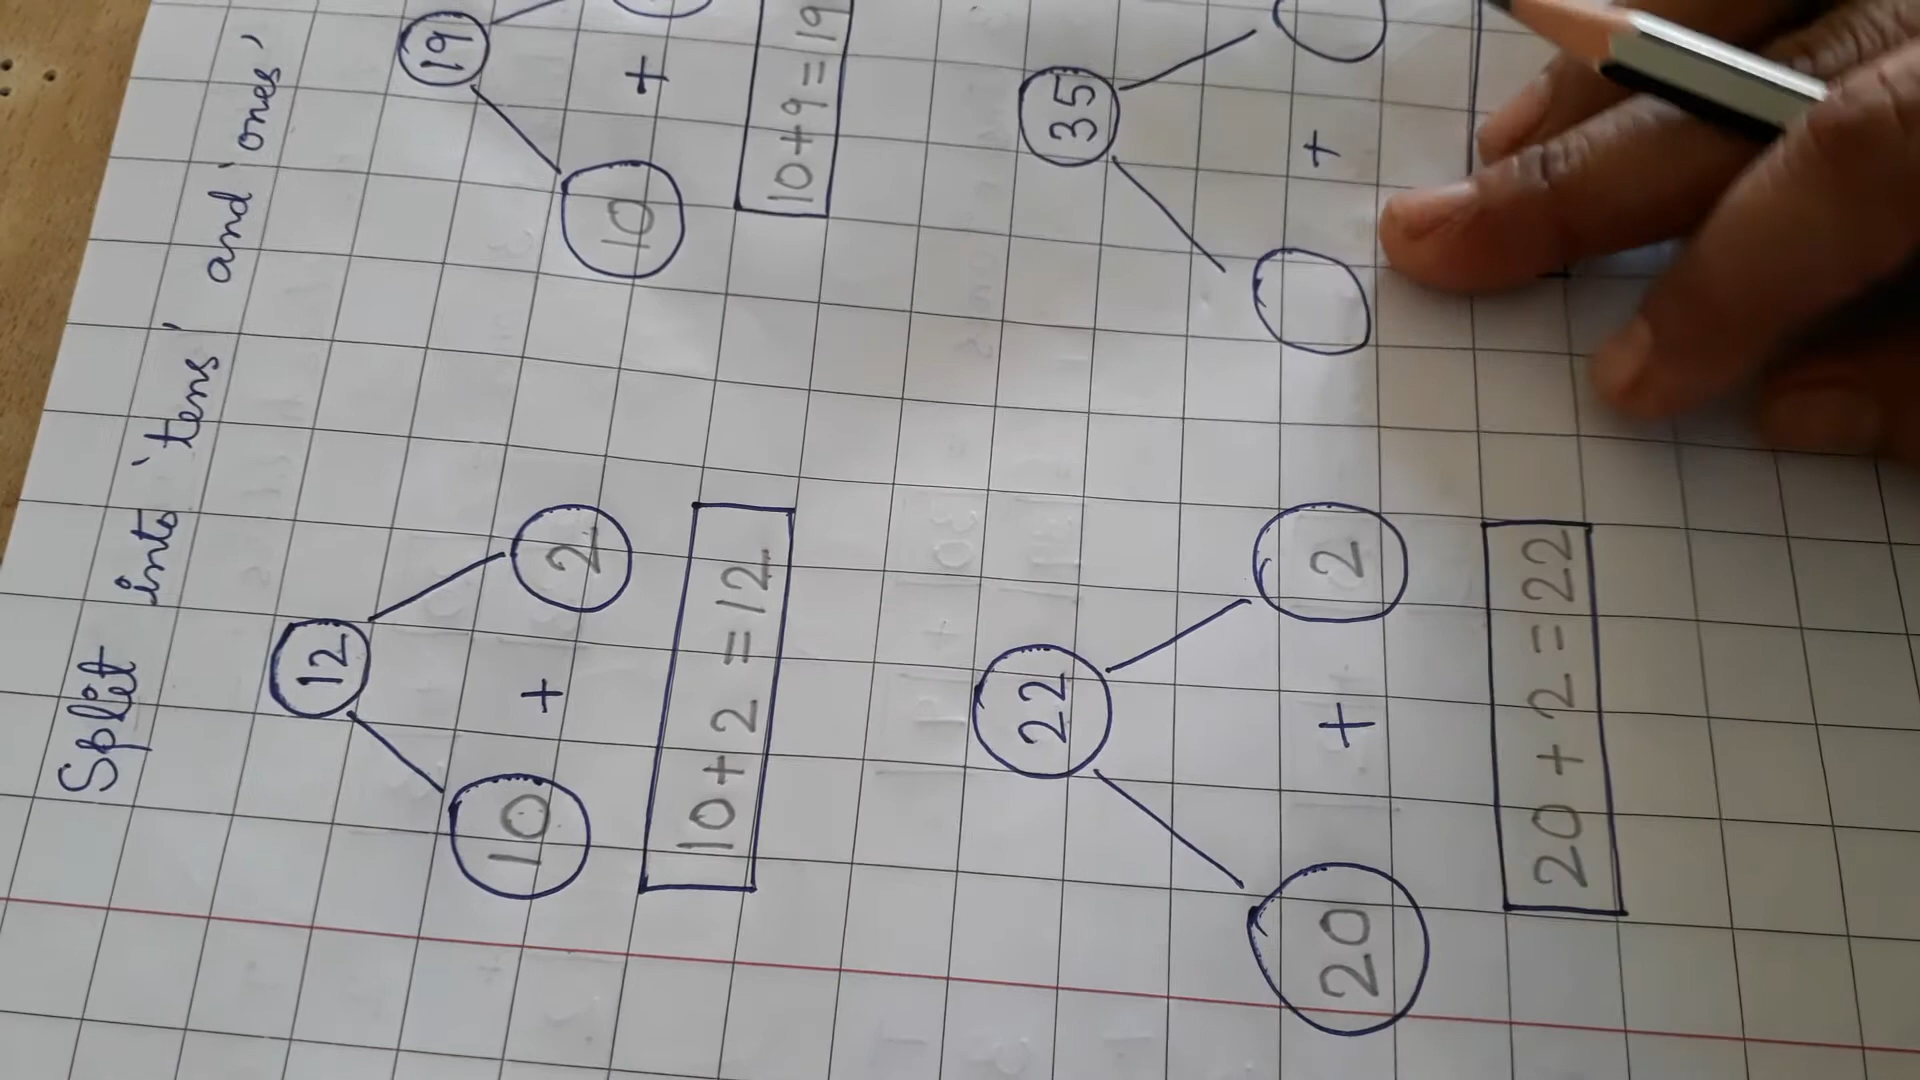 Split into 'tens' and 'ones'
12 19
10 + 2 10 +
10+2 =12 10+9=19
22 35
20 + 2 +
20+2=22